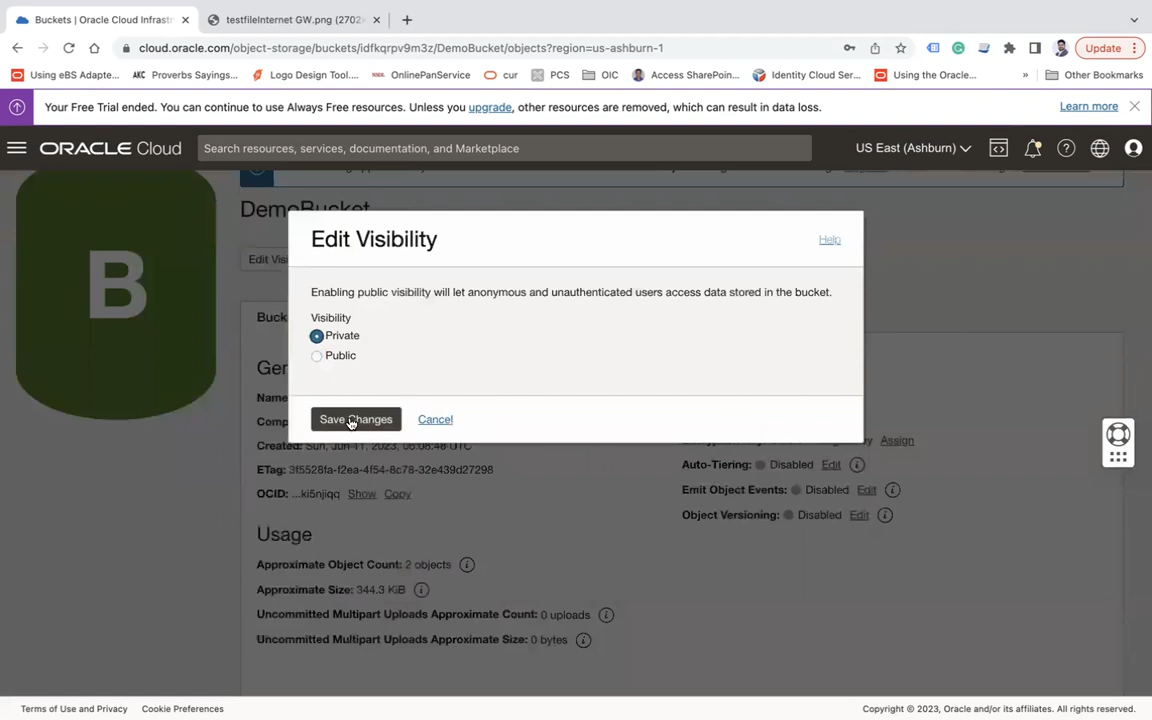 Buckets | Oracle Cloud Infrastr
testfileInternet GW.png (2702
cloud.oracle.com/object-storage/buckets/idfkqrpv9m3z/DemoBucket/objects?region=us-ashburn-1
Update
Using eBS Adapte...
AKC Proverbs Sayings...
Logo Design Tool....
OnlinePanService
cur
PCS
OIC
Access SharePoin...
Identity Cloud Ser...
Using the Oracle...
»
Other Bookmarks
Your Free Trial ended. You can continue to use Always Free resources. Unless you upgrade, other resources are removed, which can result in data loss.
Learn more
ORACLE Cloud
Search resources, services, documentation, and Marketplace
US East (Ashburn)
B
DemoBucket
Edit Visi
Edit Visibility
Help
Enabling public visibility will let anonymous and unauthenticated users access data stored in the bucket.
Visibility
Private
Public
Save Changes
Cancel
Buck
Gen
Name
Comp
Created: Sun, Jun 11, 2023, 06:08:48 UTC
ETag: 3f5528fa-f2ea-4f54-8c78-32e439d27298
OCID: ...ki5njiqq Show Copy
Assign
Auto-Tiering: Disabled Edit
Emit Object Events: Disabled Edit
Object Versioning: Disabled Edit
Usage
Approximate Object Count: 2 objects
Approximate Size: 344.3 KiB
Uncommitted Multipart Uploads Approximate Count: 0 uploads
Uncommitted Multipart Uploads Approximate Size: 0 bytes
Terms of Use and Privacy
Cookie Preferences
Copyright © 2023, Oracle and/or its affiliates. All rights reserved.